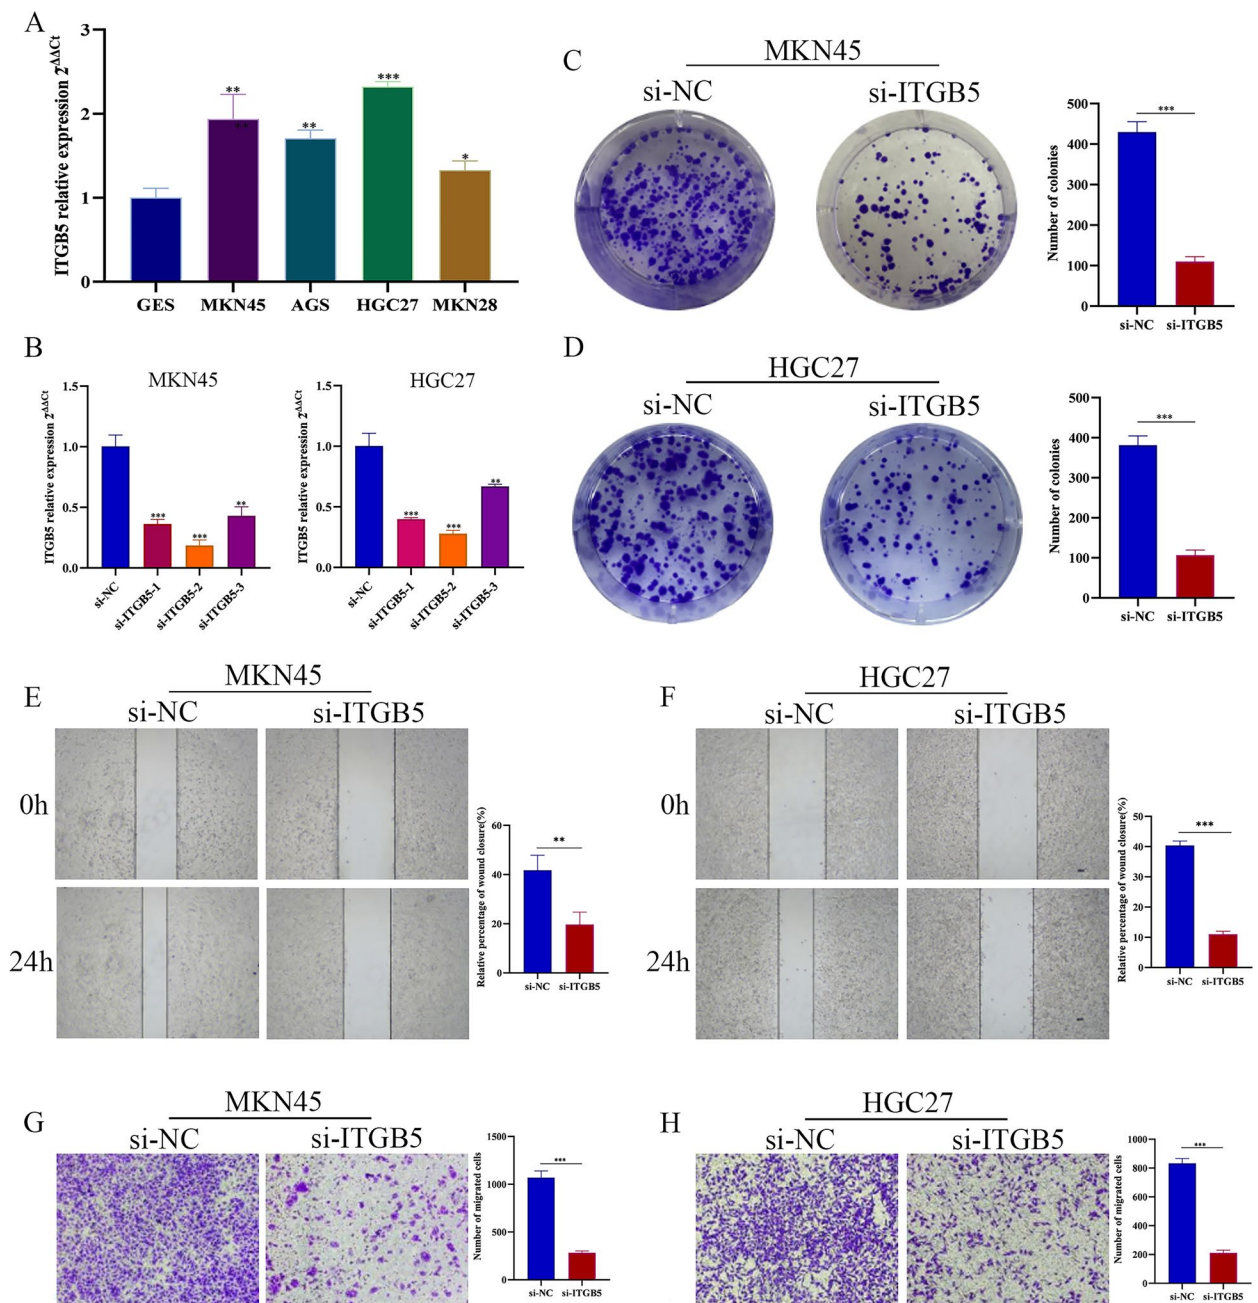 A
ITGB5 relative expression 2^-ΔΔCt
3
2
1
0
**
**
**
***
*
GES MKN45 AGS HGC27 MKN28
B
MKN45
ITGB5 relative expression 2^-ΔΔCt
1.5
1.0
0.5
0.0
***
***
**
si-NC
si-ITGB5-1
si-ITGB5-2
si-ITGB5-3
HGC27
ITGB5 relative expression 2^-ΔΔCt
1.5
1.0
0.5
0.0
***
***
**
si-NC
si-ITGB5-1
si-ITGB5-2
si-ITGB5-3
C
MKN45
si-NC si-ITGB5
Number of colonies
500
400
300
200
100
0
***
si-NC si-ITGB5
D
HGC27
si-NC si-ITGB5
Number of colonies
500
400
300
200
100
0
***
si-NC si-ITGB5
E
MKN45
si-NC si-ITGB5
0h
24h
Relative percentage of wound closure(%)
60
40
20
0
**
si-NC si-ITGB5
F
HGC27
si-NC si-ITGB5
0h
24h
Relative percentage of wound closure(%)
50
40
30
20
10
0
***
si-NC si-ITGB5
G
MKN45
si-NC si-ITGB5
Number of migrated cells
1500
1000
500
0
***
si-NC si-ITGB5
H
HGC27
si-NC si-ITGB5
Number of migrated cells
1000
800
600
400
200
0
***
si-NC si-ITGB5